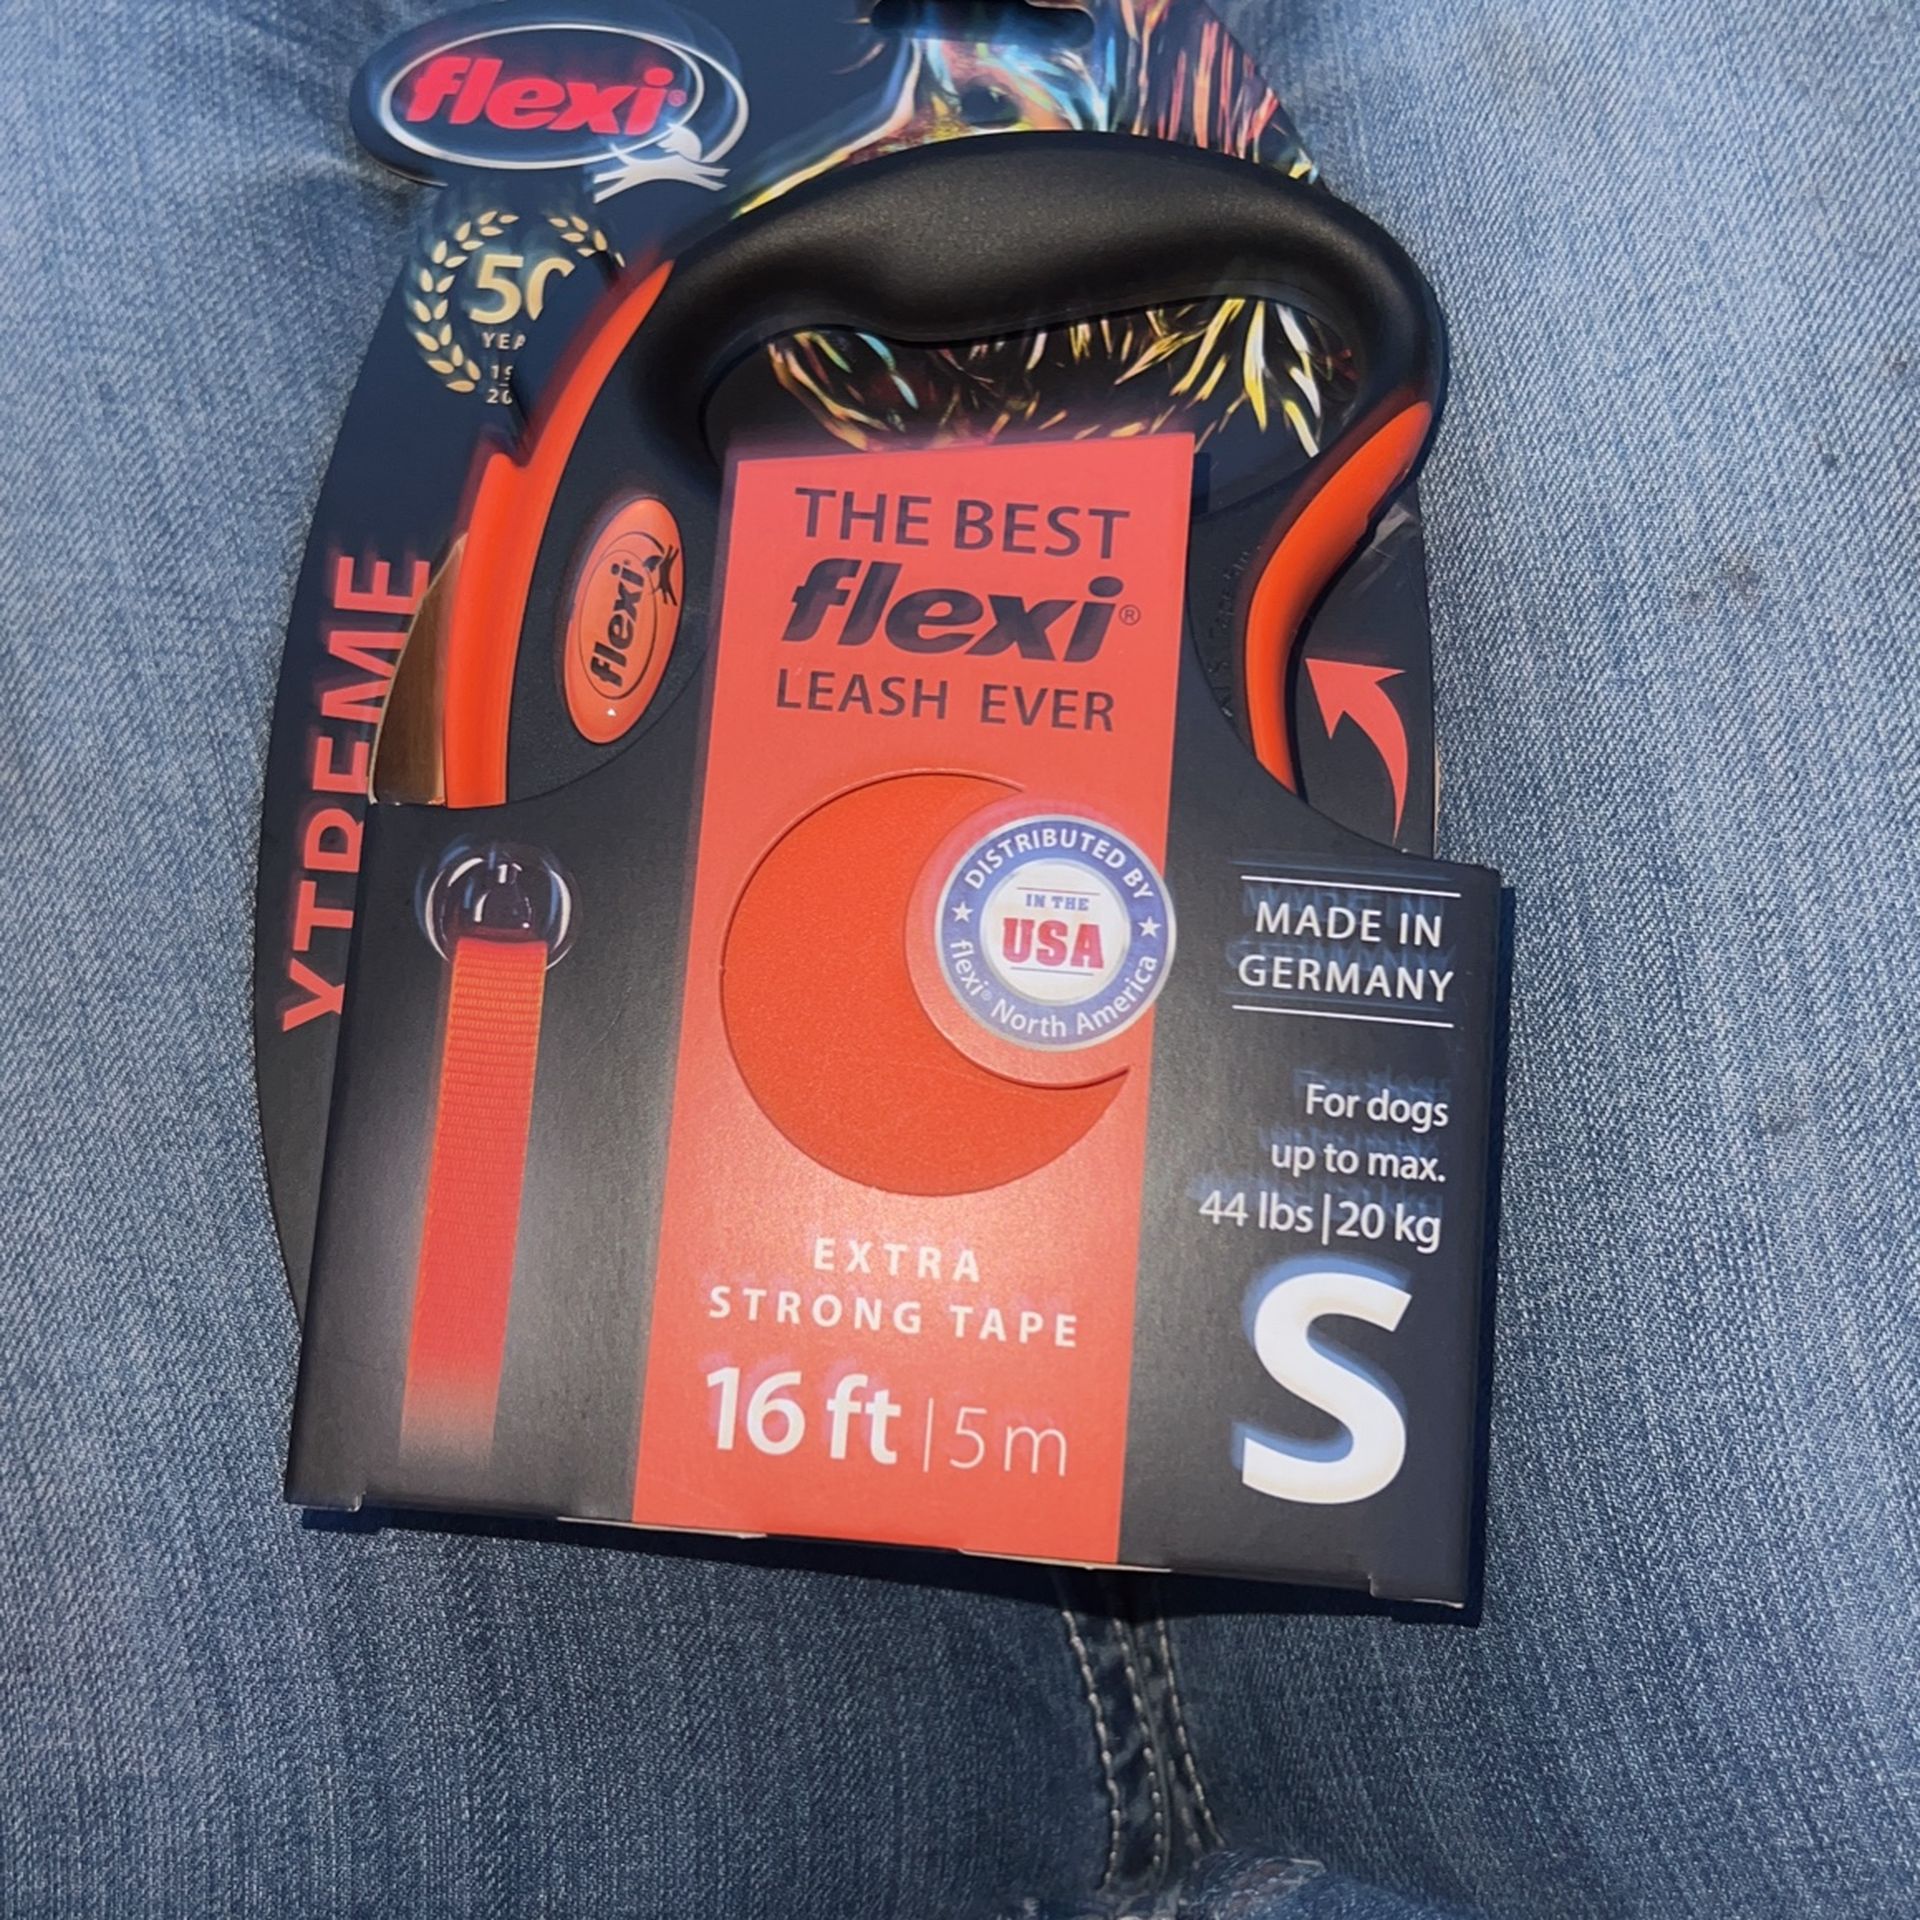 flexi®
50
YTREME
flexi
THE BEST
flexi®
LEASH EVER
DISTRIBUTED BY
IN THE
USA
flexi® North America
MADE IN
GERMANY
For dogs
up to max.
44 lbs | 20 kg
S
EXTRA
STRONG TAPE
16 ft | 5 m